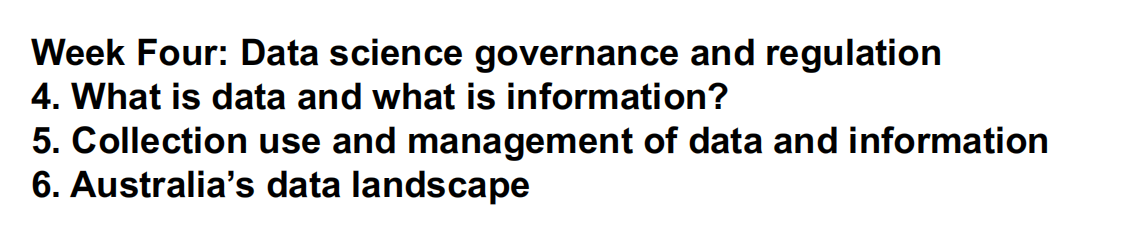 Week Four: Data science governance and regulation
4. What is data and what is information?
5. Collection use and management of data and information
6. Australia’s data landscape